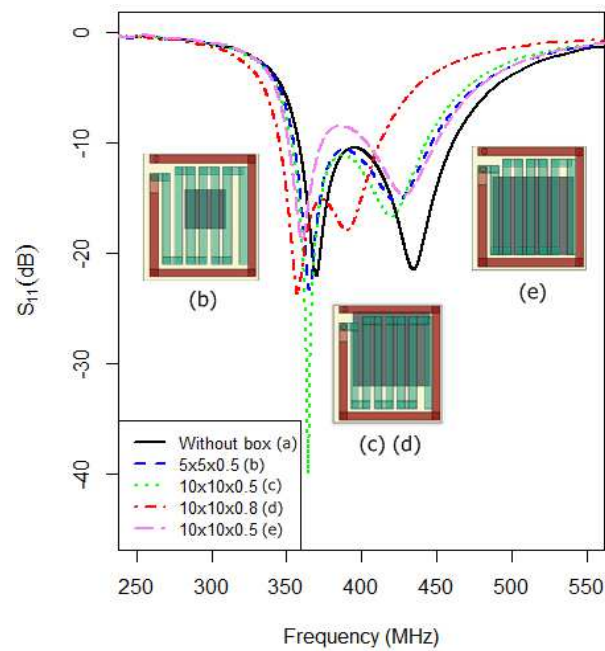 0
-10
-20
-30
-40
S11(dB)
(b)
(e)
(c) (d)
Without box (a)
5x5x0.5 (b)
10x10x0.5 (c)
10x10x0.8 (d)
10x10x0.5 (e)
250 300 350 400 450 500 550
Frequency (MHz)